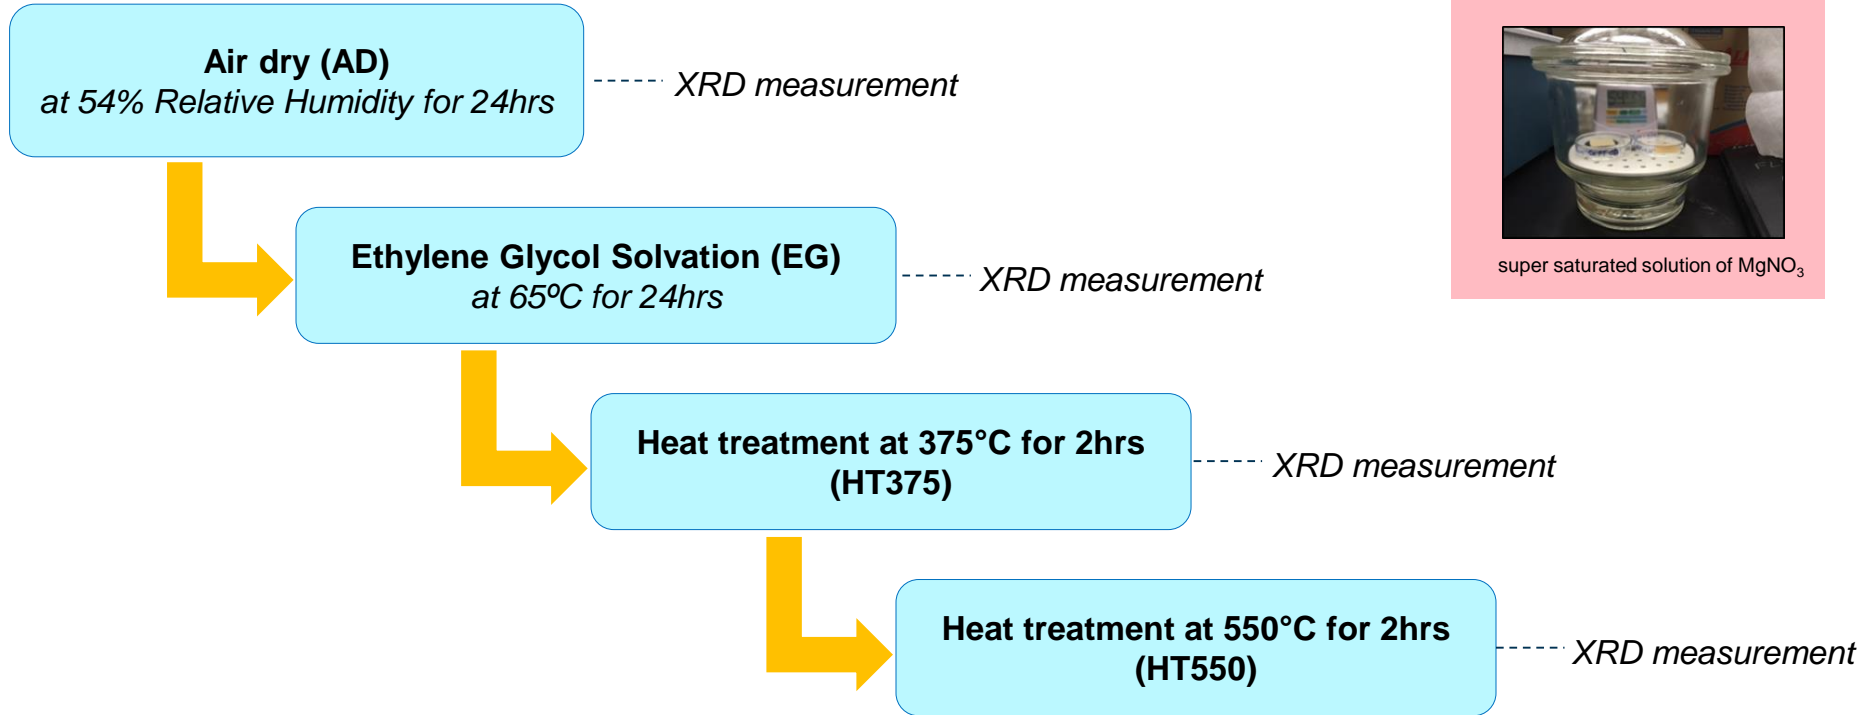 Air dry (AD)
at 54% Relative Humidity for 24hrs
XRD measurement
super saturated solution of MgNO₃
Ethylene Glycol Solvation (EG)
at 65ºC for 24hrs
XRD measurement
Heat treatment at 375°C for 2hrs
(HT375)
XRD measurement
Heat treatment at 550°C for 2hrs
(HT550)
XRD measurement